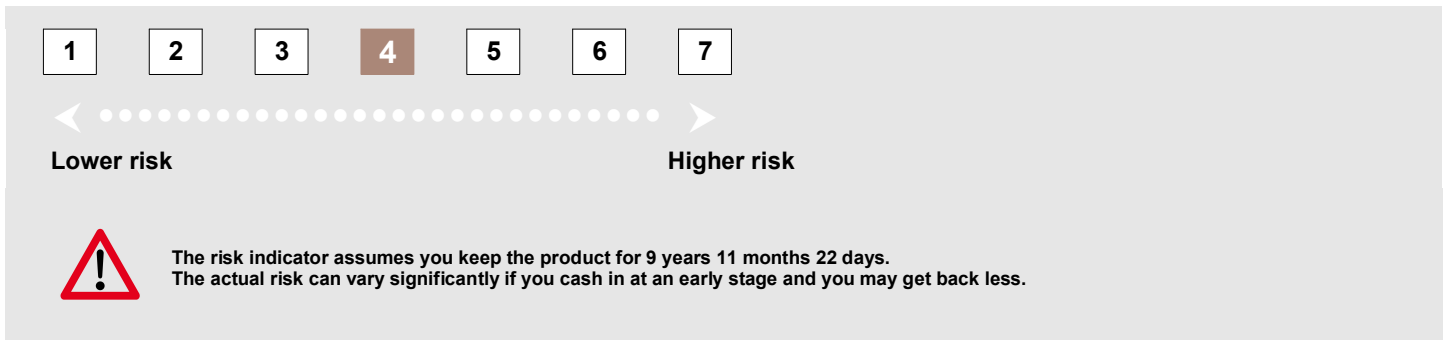 1 2 3 4 5 6 7
Lower risk Higher risk
The risk indicator assumes you keep the product for 9 years 11 months 22 days.
The actual risk can vary significantly if you cash in at an early stage and you may get back less.